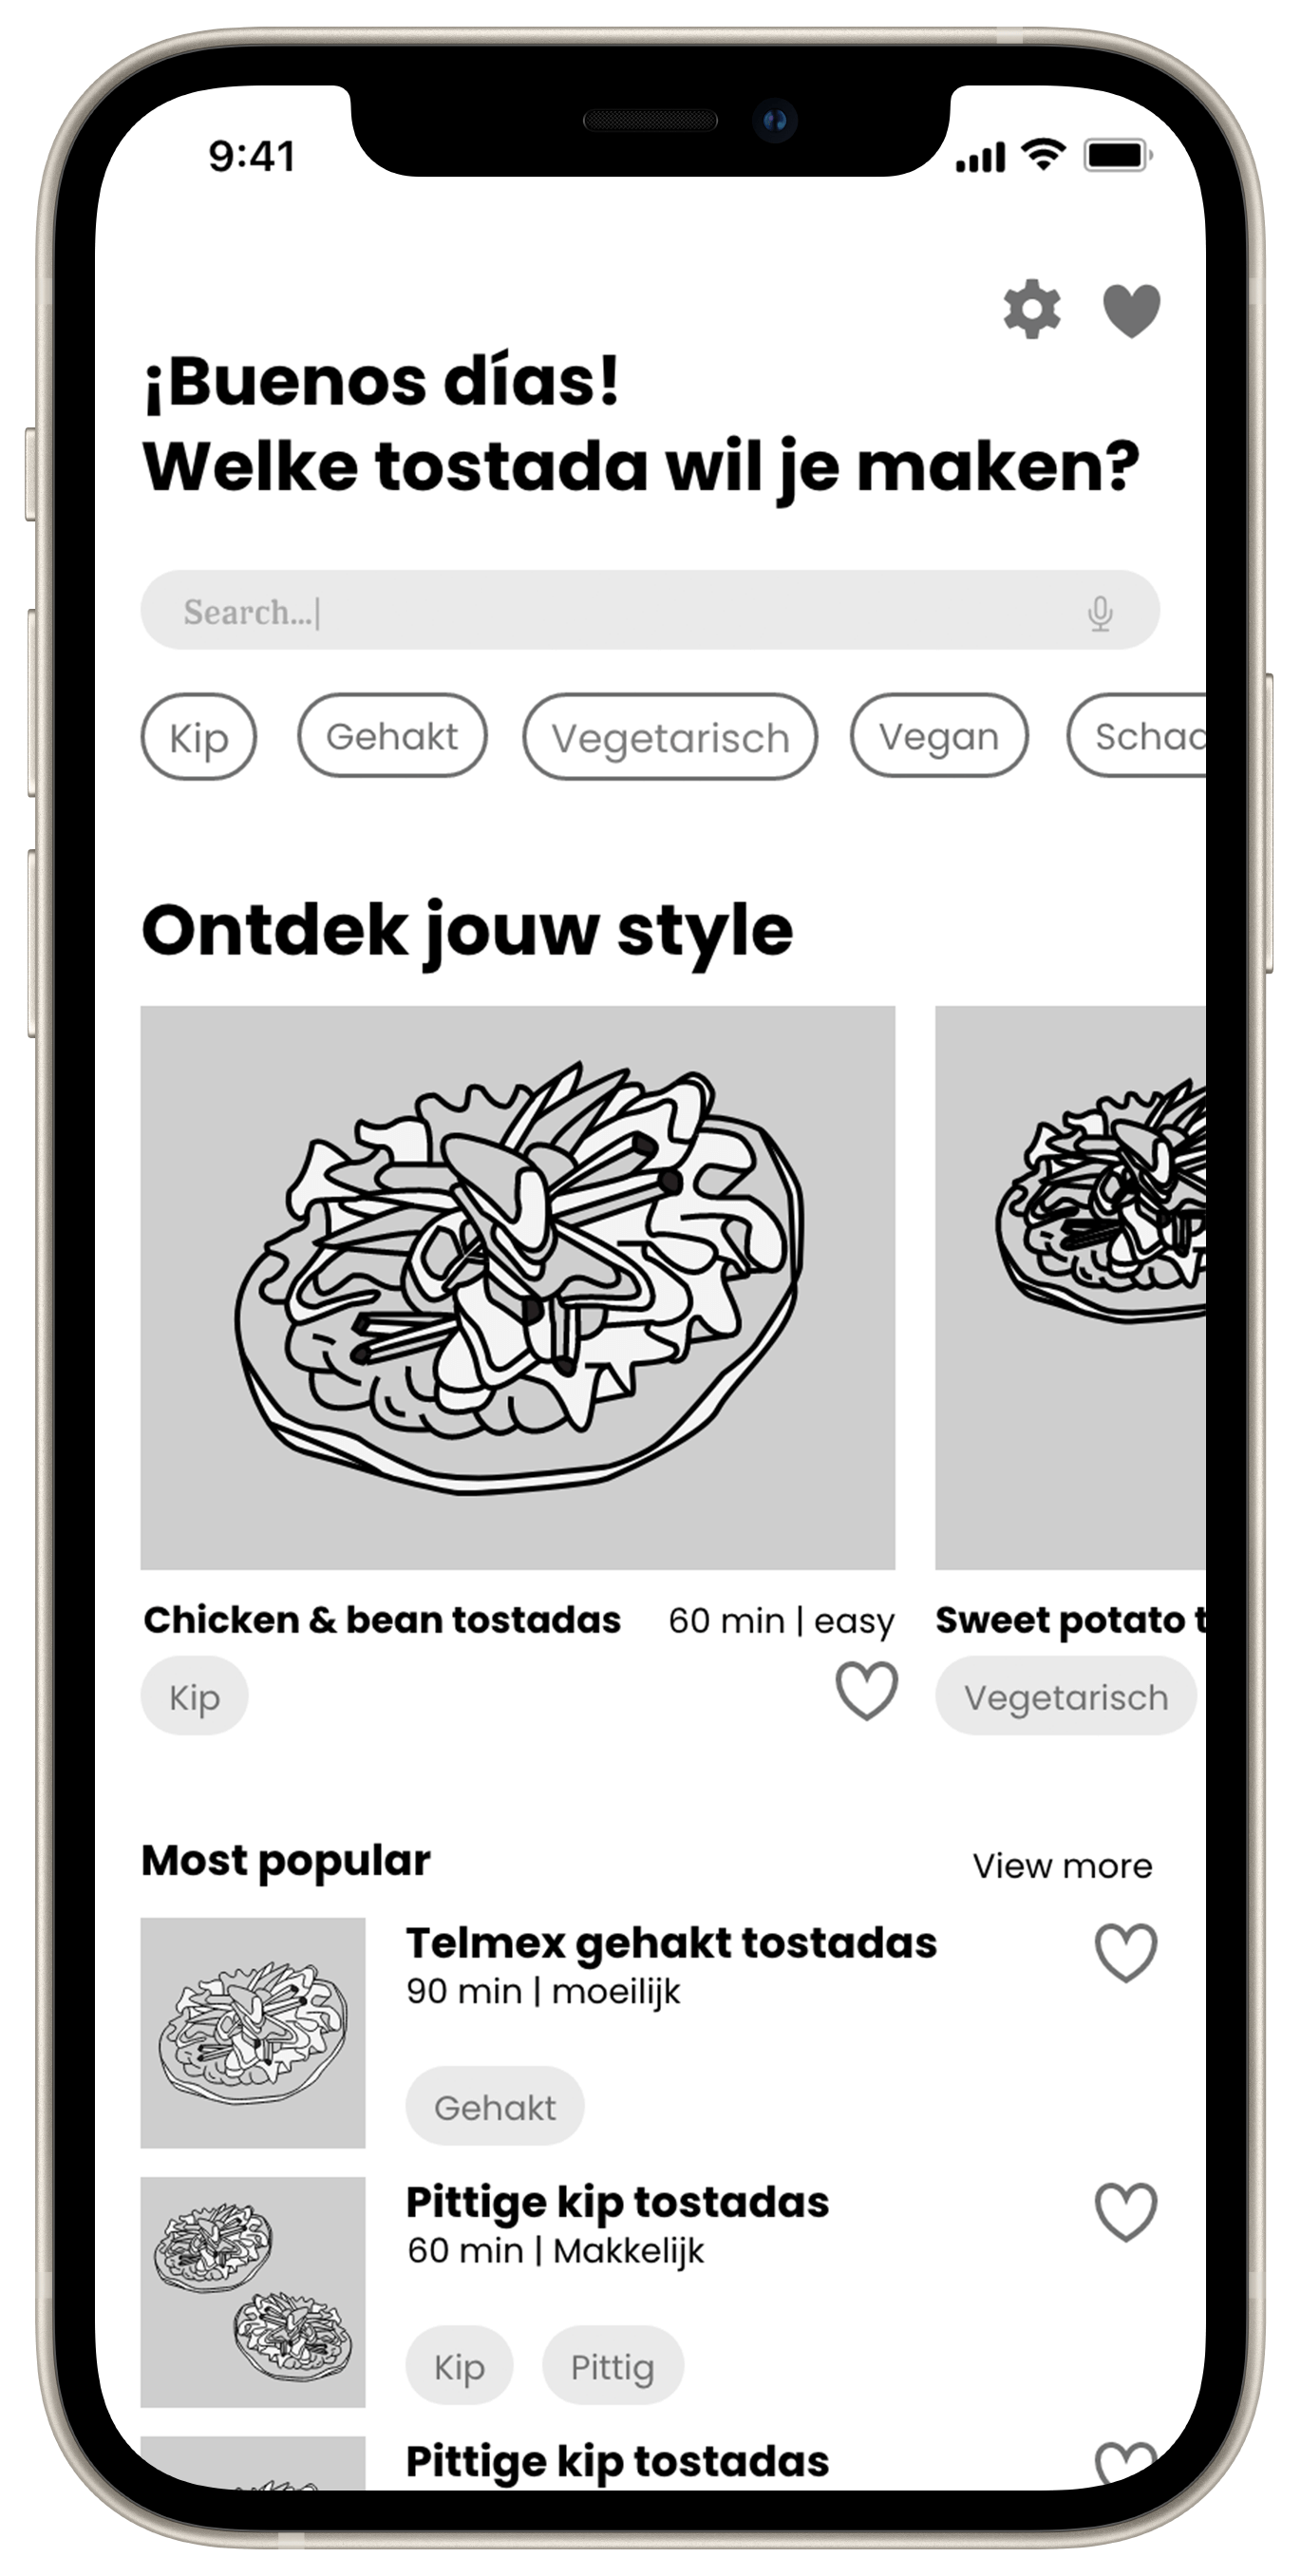 9:41
¡Buenos días!
Welke tostada wil je maken?
Search...|
Kip Gehakt Vegetarisch Vegan
Ontdek jouw style
Chicken & bean tostadas 60 min | easy Sweet potato
Kip Vegetarisch
Most popular View more
Telmex gehakt tostadas
90 min | moeilijk
Gehakt
Pittige kip tostadas
60 min | Makkelijk
Kip Pittig
Pittige kip tostadas